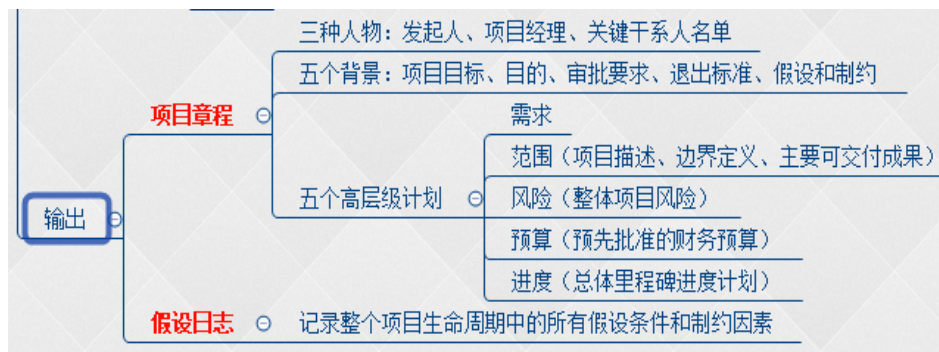 三种人物：发起人、项目经理、关键干系人名单
五个背景：项目目标、目的、审批要求、退出标准、假设和制约
项目章程
需求
范围（项目描述、边界定义、主要可交付成果）
五个高层级计划
风险（整体项目风险）
输出
预算（预先批准的财务预算）
进度（总体里程碑进度计划）
假设日志
记录整个项目生命周期中的所有假设条件和制约因素